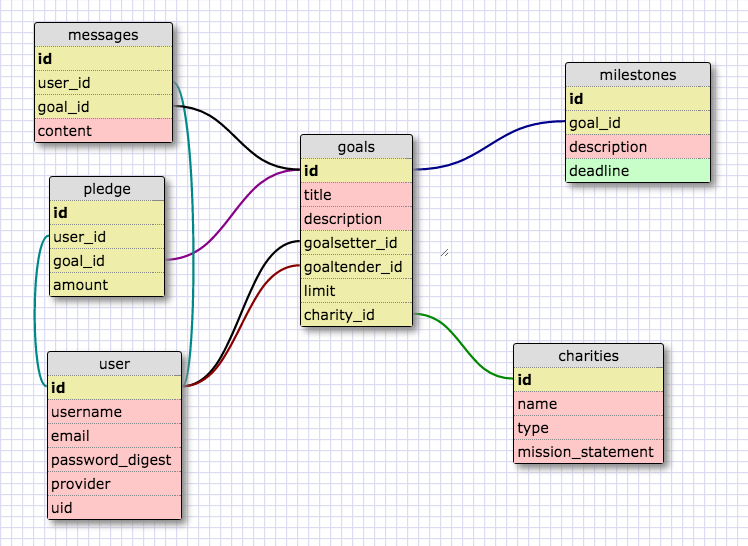 messages
id
user_id
goal_id
content
pledge
id
user_id
goal_id
amount
user
id
username
email
password_digest
provider
uid
goals
id
title
description
goalsetter_id
goaltender_id
limit
charity_id
milestones
id
goal_id
description
deadline
charities
id
name
type
mission_statement